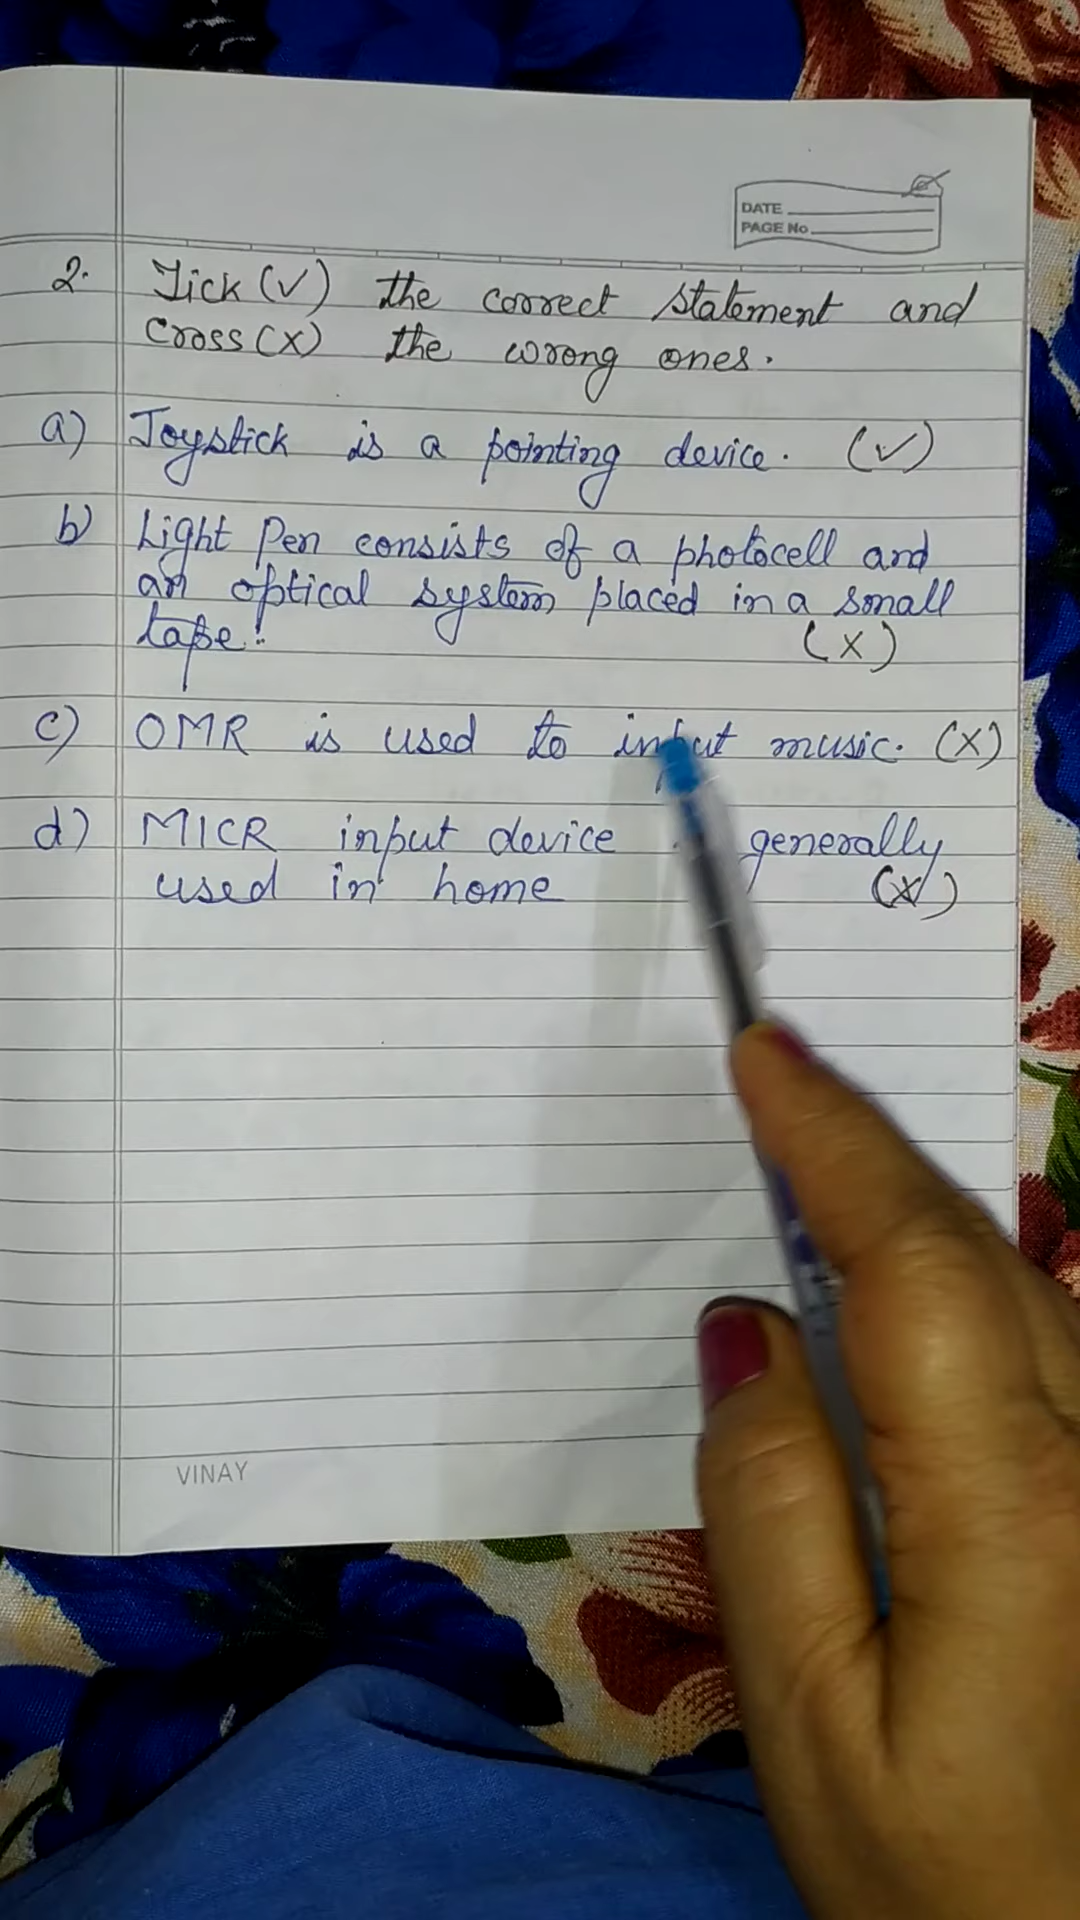 DATE
PAGE No.
2. Tick (✓) the correct statement and
Cross (X) the wrong ones.
a) Joystick is a pointing device. (✓)
b) Light Pen consists of a photocell and
an optical system placed in a small
tape. (X)
c) OMR is used to input music. (X)
d) MICR input device generally
used in home (X)
VINAY